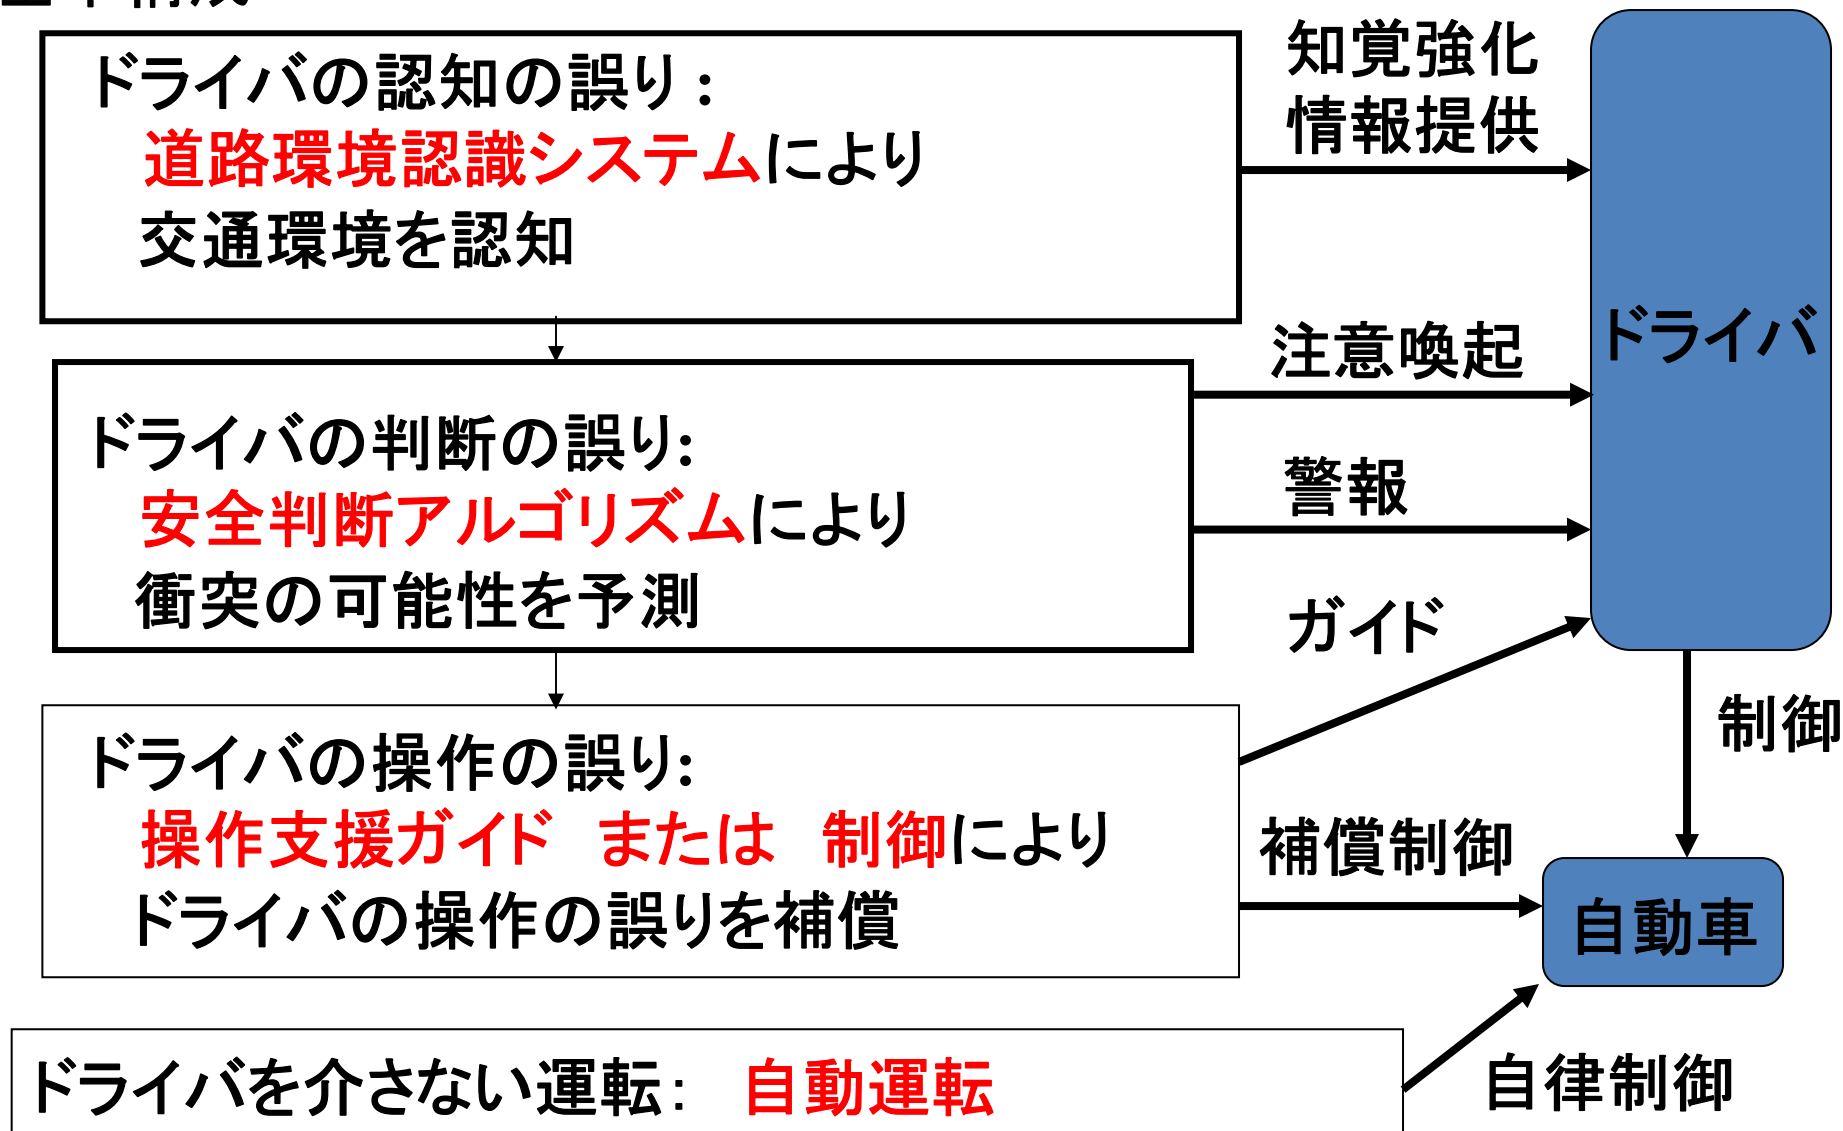 ドライバの認知の誤り:
道路環境認識システムにより
交通環境を認知
知覚強化
情報提供
ドライバ
ドライバの判断の誤り:
安全判断アルゴリズムにより
衝突の可能性を予測
注意喚起
警報
ガイド
制御
ドライバの操作の誤り:
操作支援ガイド または 制御により
ドライバの操作の誤りを補償
補償制御
自動車
ドライバを介さない運転: 自動運転
自律制御